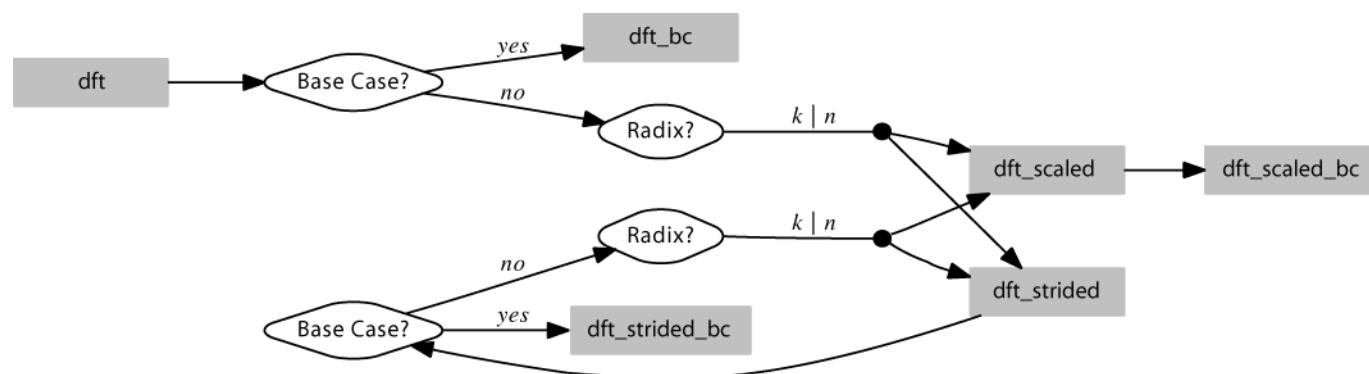 dft
Base Case?
yes
dft_bc
no
Radix?
k | n
dft_scaled
dft_scaled_bc
Radix?
k | n
no
dft_strided
Base Case?
yes
dft_strided_bc